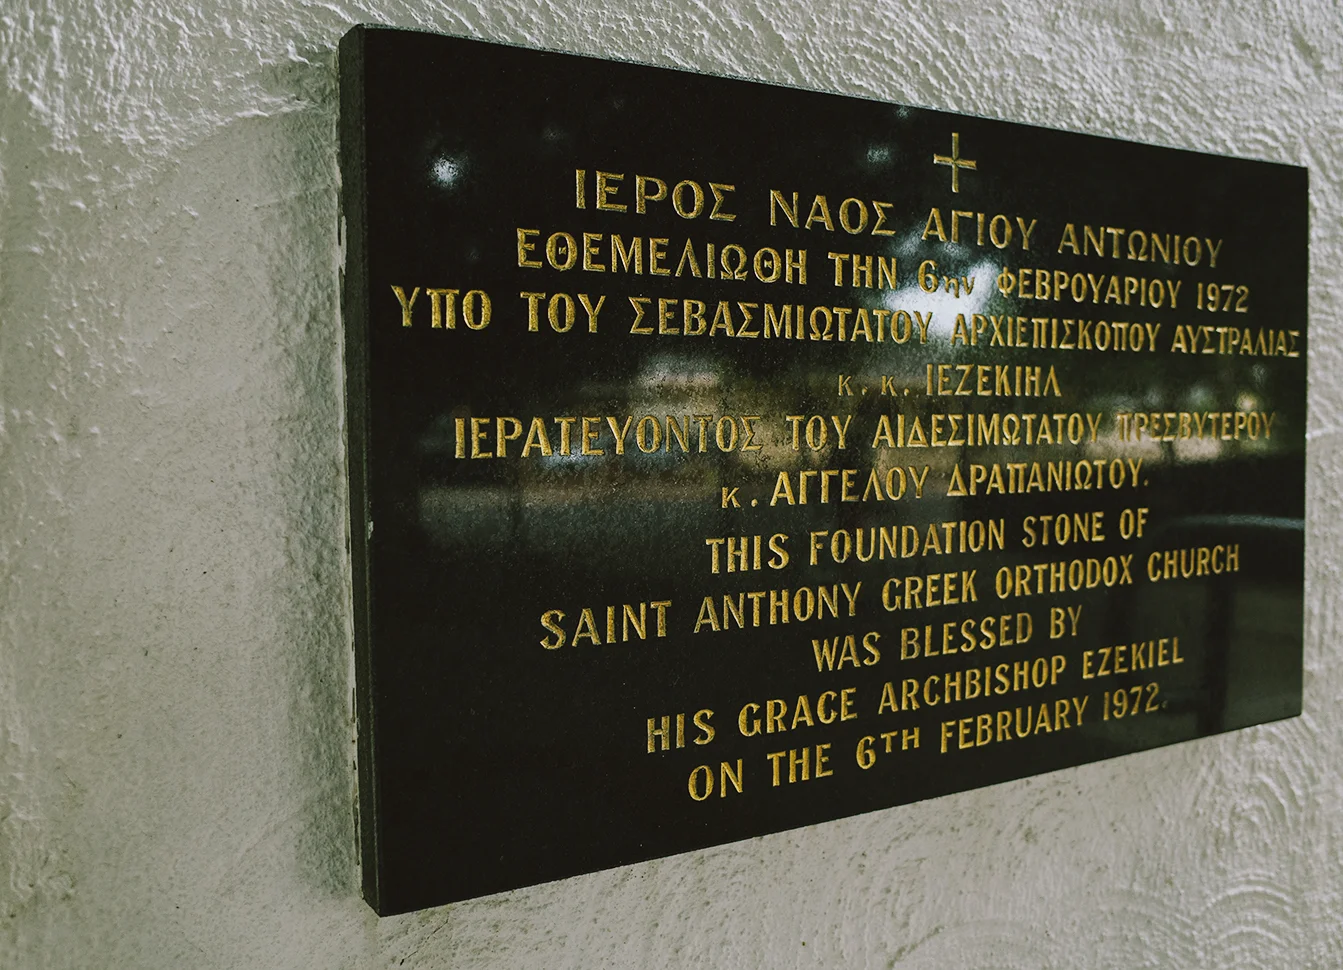 ΙΕΡΟΣ ΝΑΟΣ ΑΓΙΟΥ ΑΝΤΩΝΙΟΥ
ΕΘΕΜΕΛΙΩΘΗ ΤΗΝ 6ην ΦΕΒΡΟΥΑΡΙΟΥ 1972
ΥΠΟ ΤΟΥ ΣΕΒΑΣΜΙΩΤΑΤΟΥ ΑΡΧΙΕΠΙΣΚΟΠΟΥ ΑΥΣΤΡΑΛΙΑΣ
κ. κ. ΙΕΖΕΚΙΗΛ
ΙΕΡΑΤΕΥΟΝΤΟΣ ΤΟΥ ΑΙΔΕΣΙΜΩΤΑΤΟΥ ΠΡΕΣΒΥΤΕΡΟΥ
κ. ΑΓΓΕΛΟΥ ΔΡΑΠΑΝΙΩΤΟΥ.
THIS FOUNDATION STONE OF
SAINT ANTHONY GREEK ORTHODOX CHURCH
WAS BLESSED BY
HIS GRACE ARCHBISHOP EZEKIEL
ON THE 6TH FEBRUARY 1972.